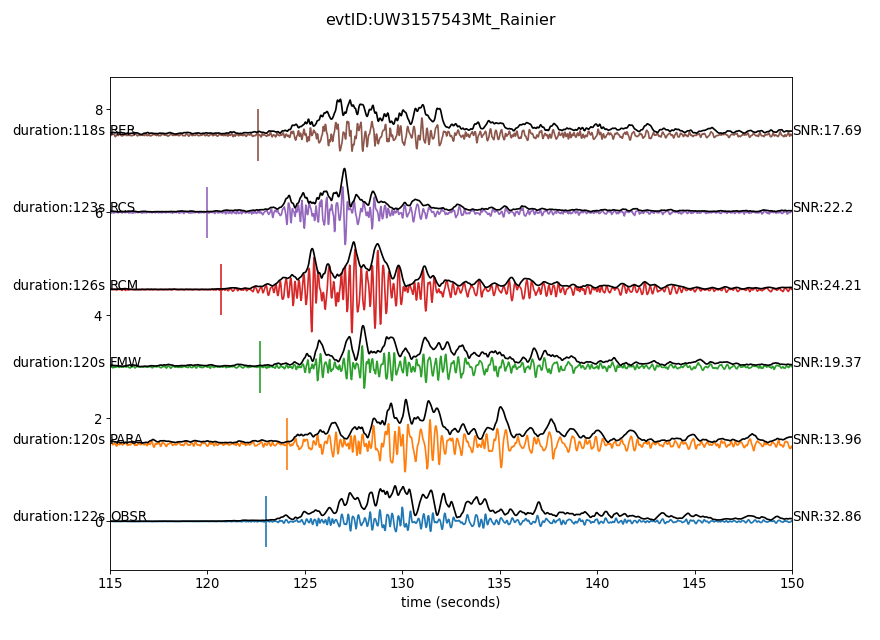 evtID:UW3157543Mt_Rainier
8
duration:118s RER SNR:17.69
duration:123s RCS SNR:22.2
6
duration:126s RCM SNR:24.21
4
duration:120s FMW SNR:19.37
2
duration:120s PARA SNR:13.96
duration:122s OBSR SNR:32.86
0
115 120 125 130 135 140 145 150
time (seconds)